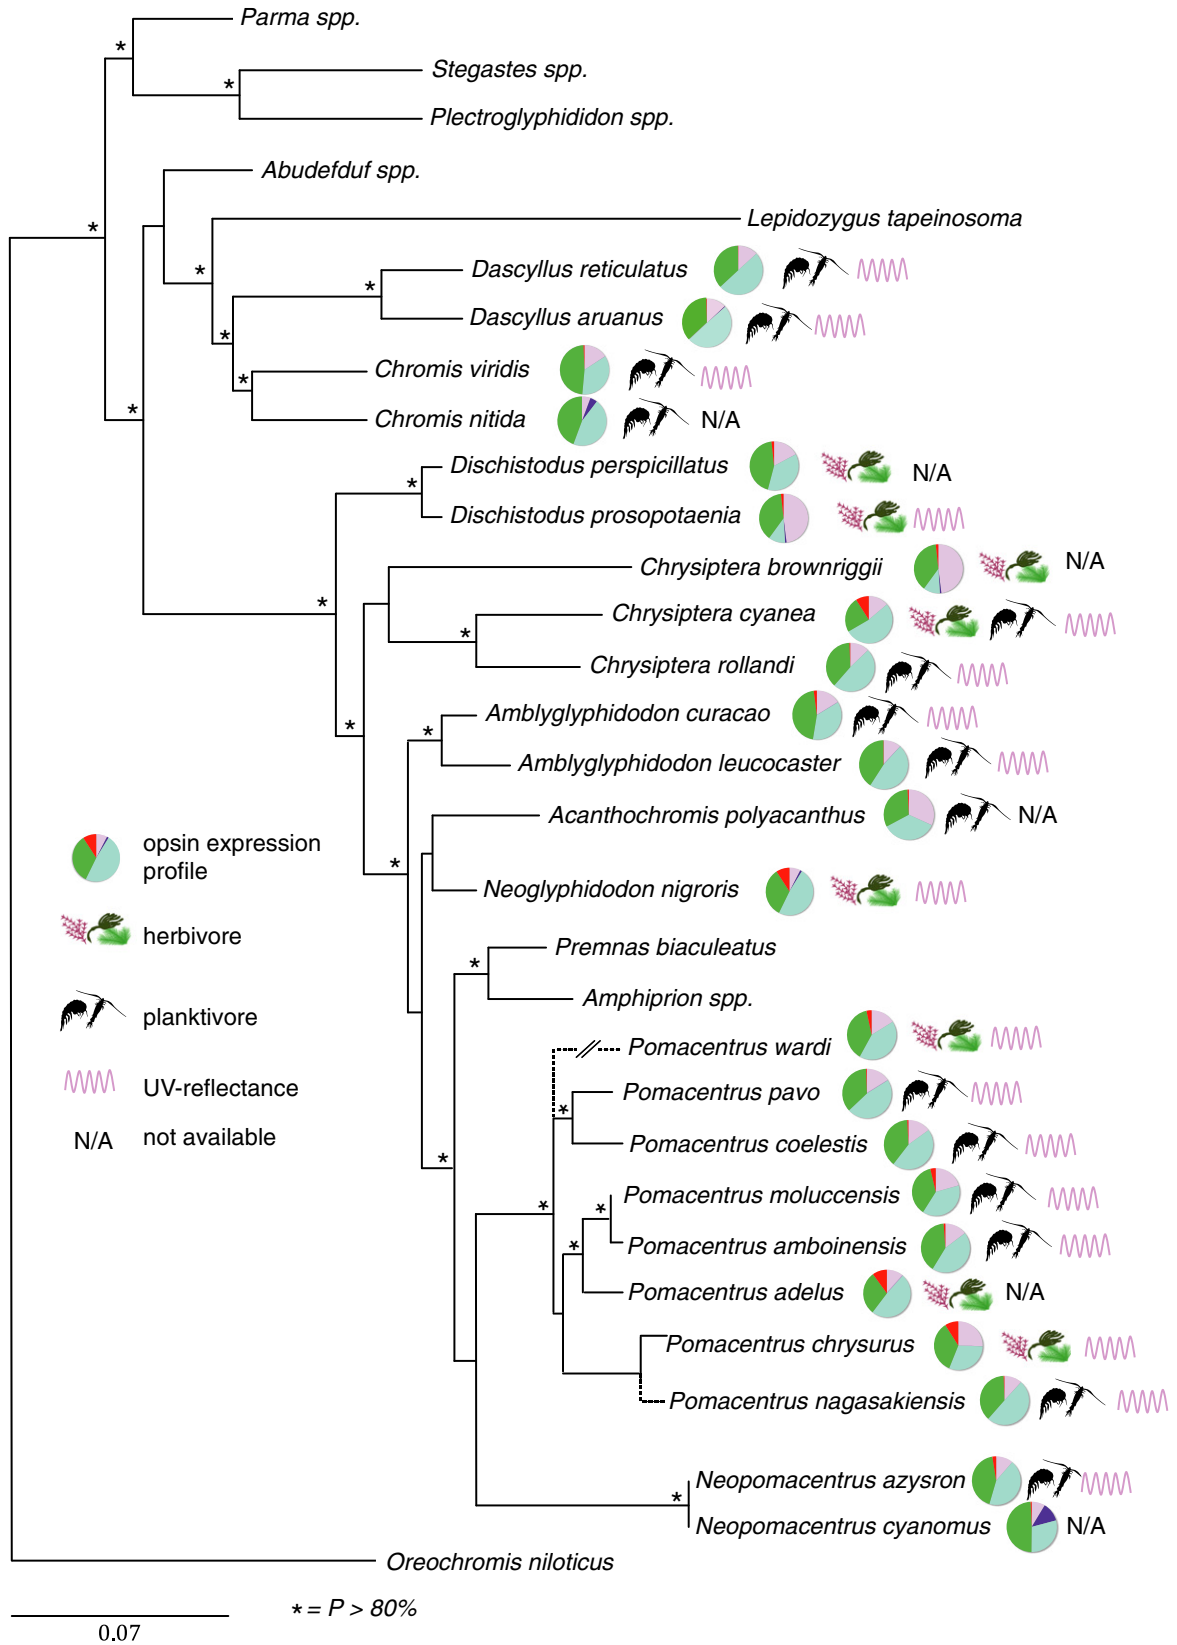 Parma spp.
Stegastes spp.
Plectroglyphididon spp.
Abudefduf spp.
Lepidozygus tapeinosoma
Dascyllus reticulatus
Dascyllus aruanus
Chromis viridis
Chromis nitida N/A
Dischistodus perspicillatus N/A
Dischistodus prosopotaenia
Chrysiptera brownriggii N/A
Chrysiptera cyanea
Chrysiptera rollandi
Amblyglyphidodon curacao
Amblyglyphidodon leucocaster
Acanthochromis polyacanthus N/A
Neoglyphidodon nigroris
Premnas biaculeatus
Amphiprion spp.
Pomacentrus wardi
Pomacentrus pavo
Pomacentrus coelestis
Pomacentrus moluccensis
Pomacentrus amboinensis
Pomacentrus adelus N/A
Pomacentrus chrysurus
Pomacentrus nagasakiensis
Neopomacentrus azysron
Neopomacentrus cyanomus N/A
Oreochromis niloticus
opsin expression
profile
herbivore
planktivore
UV-reflectance
N/A not available
* = P > 80%
0.07